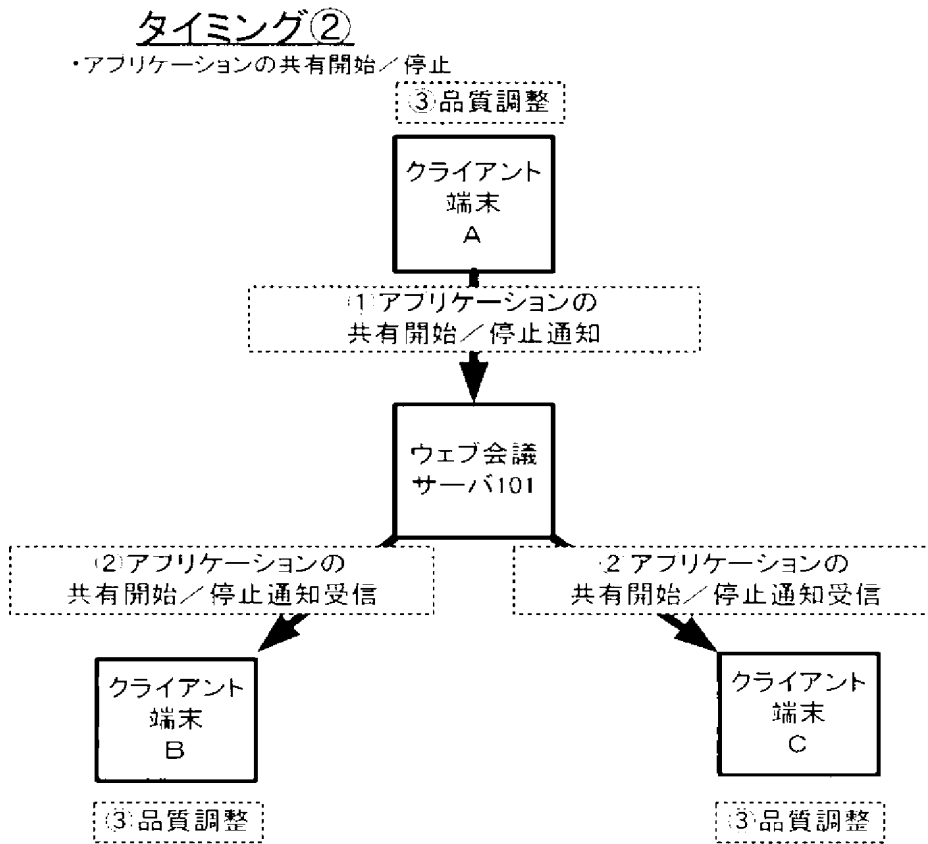 タイミング②
・アプリケーションの共有開始／停止
③品質調整
クライアント
端末
A
(1)アプリケーションの
共有開始／停止通知
ウェブ会議
サーバ101
(2)アプリケーションの
共有開始／停止通知受信
(2)アプリケーションの
共有開始／停止通知受信
クライアント
端末
B
クライアント
端末
C
③品質調整
③品質調整